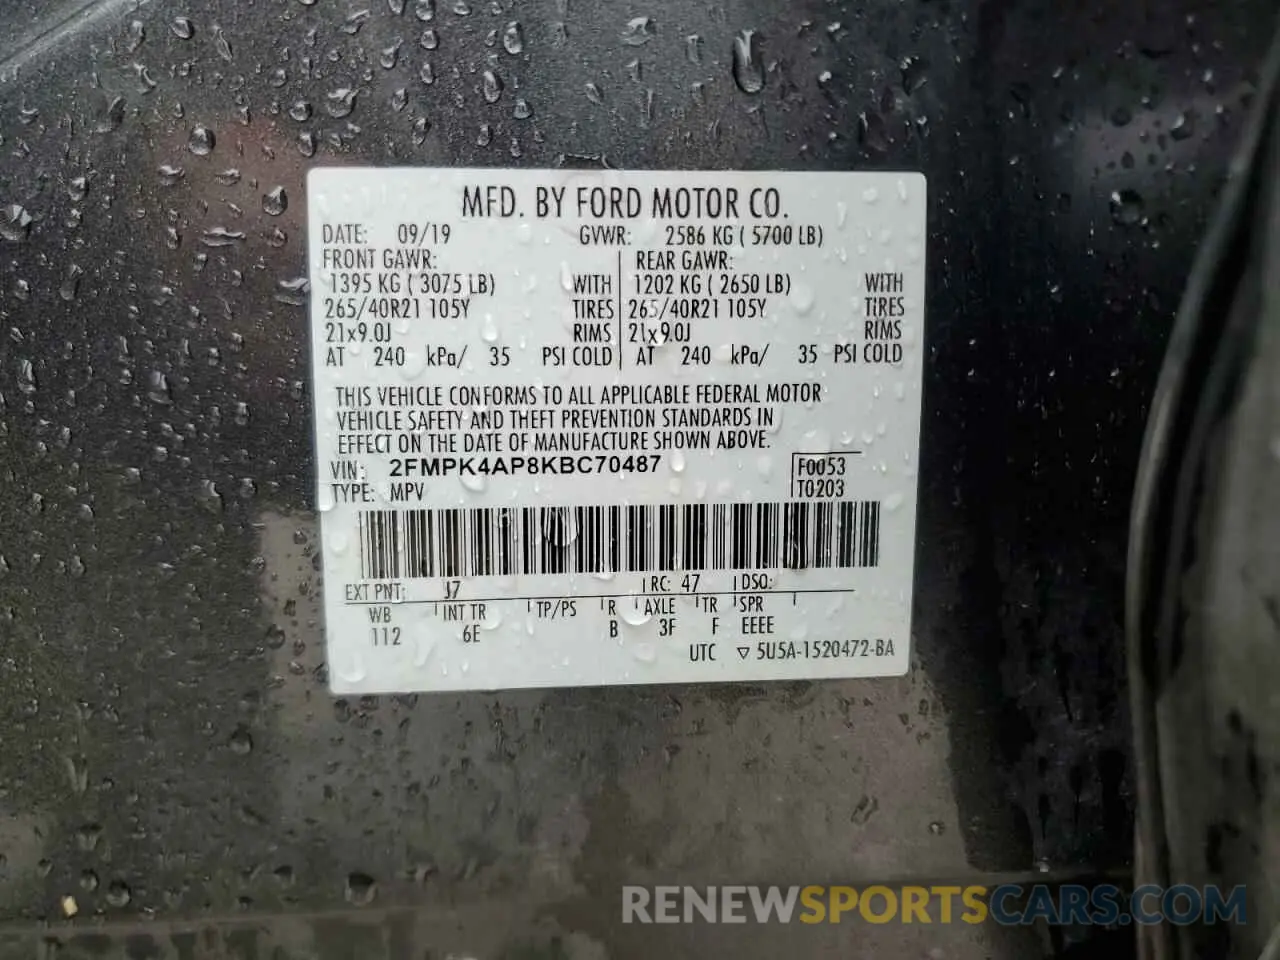 MFD. BY FORD MOTOR CO.
DATE: 09/19 GVWR: 2586 KG ( 5700 LB)
FRONT GAWR: REAR GAWR:
1395 KG ( 3075 LB) WITH 1202 KG ( 2650 LB) WITH
265/40R21 105Y TIRES 265/40R21 105Y TIRES
21x9.0J RIMS 21x9.0J RIMS
AT 240 kPa/ 35 PSI COLD AT 240 kPa/ 35 PSI COLD
THIS VEHICLE CONFORMS TO ALL APPLICABLE FEDERAL MOTOR
VEHICLE SAFETY AND THEFT PREVENTION STANDARDS IN
EFFECT ON THE DATE OF MANUFACTURE SHOWN ABOVE.
VIN: 2FMPK4AP8KBC70487 F0053
TYPE: MPV T0203
EXT PNT: J7 RC: 47 DSO:
WB INT TR TP/PS R AXLE TR SPR
112 6E B 3F F EEEE
UTC ▽ 5U5A-1520472-BA
RENEWSPORTSCARS.COM